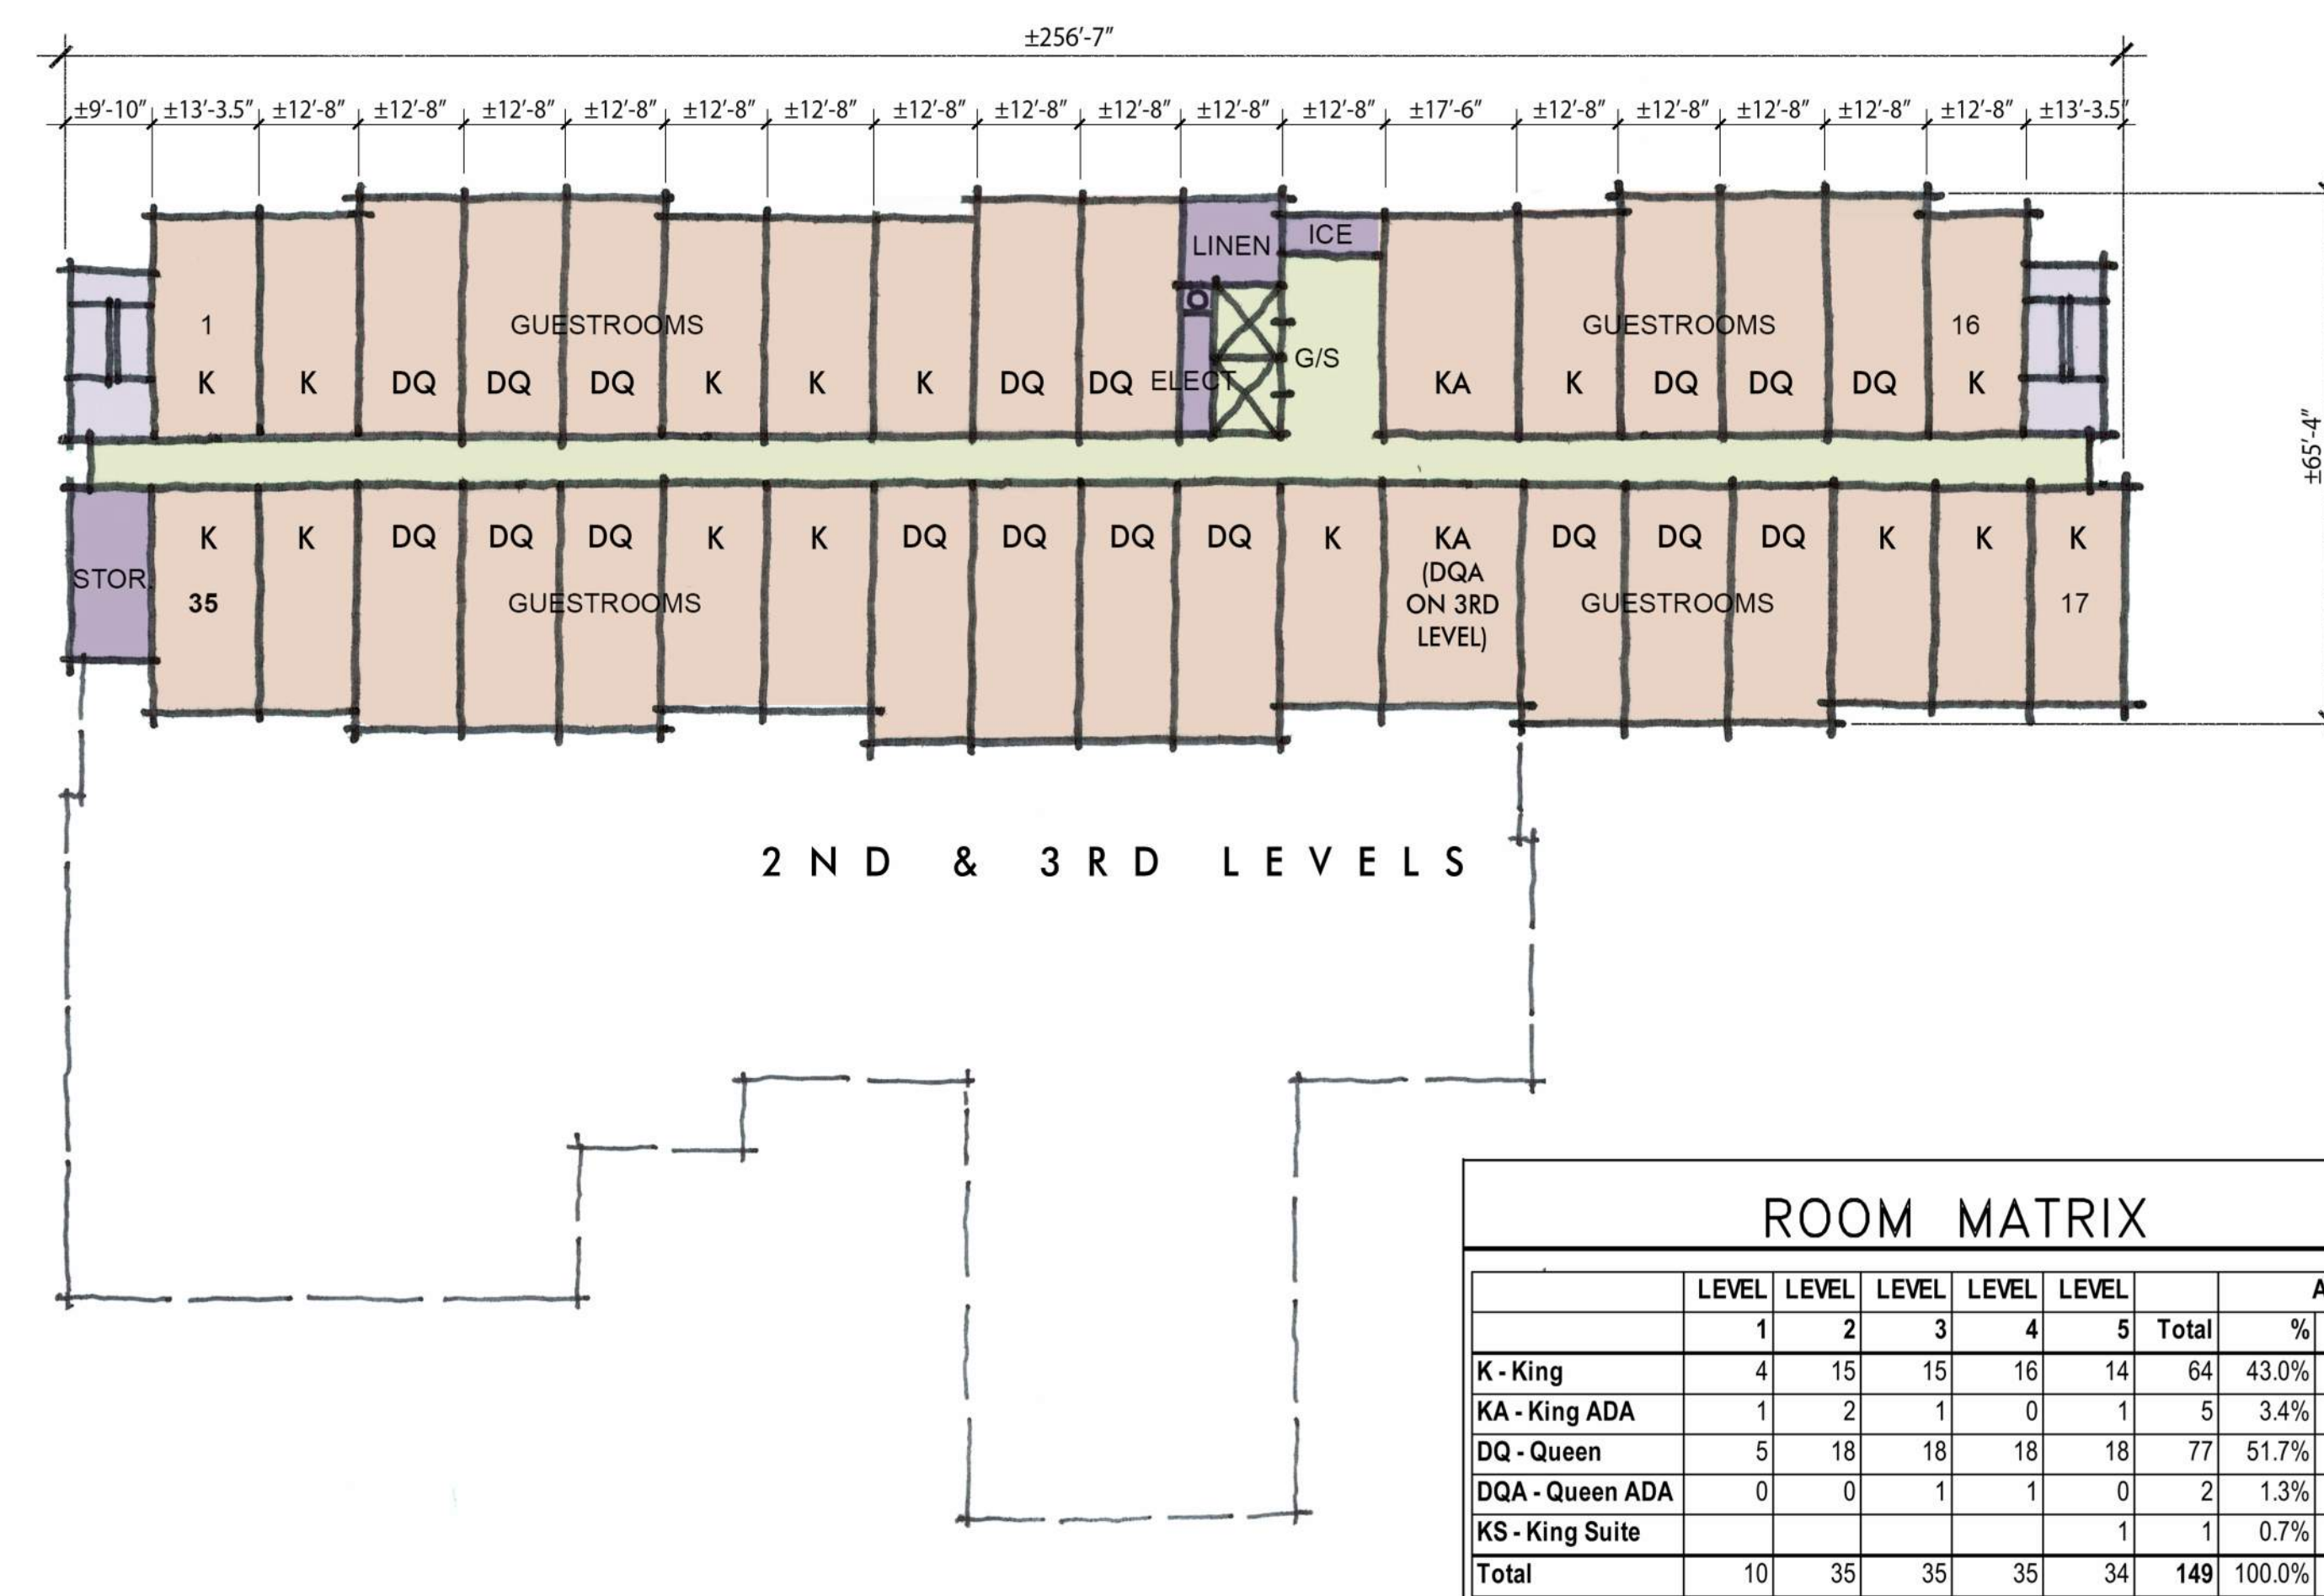 ±256'-7"
±9'-10" ±13'-3.5" ±12'-8" ±12'-8" ±12'-8" ±12'-8" ±12'-8" ±12'-8" ±12'-8" ±12'-8" ±12'-8" ±12'-8" ±12'-8" ±17'-6" ±12'-8" ±12'-8" ±12'-8" ±12'-8" ±12'-8" ±13'-3.5'
LINEN ICE
1 GUESTROOMS GUESTROOMS 16
G/S
K K DQ DQ DQ K K K DQ DQ ELECT KA K DQ DQ DQ K
±65'-4"
K K DQ DQ DQ K K DQ DQ DQ DQ K KA DQ DQ DQ K K K
STOR. (DQA
35 GUESTROOMS ON 3RD GUESTROOMS 17
LEVEL)
2ND & 3RD LEVELS
ROOM MATRIX
LEVEL LEVEL LEVEL LEVEL LEVEL
1 2 3 4 5 Total %
K - King 4 15 15 16 14 64 43.0%
KA - King ADA 1 2 1 0 1 5 3.4%
DQ - Queen 5 18 18 18 18 77 51.7%
DQA - Queen ADA 0 0 1 1 0 2 1.3%
KS - King Suite 1 1 0.7%
Total 10 35 35 35 34 149 100.0%